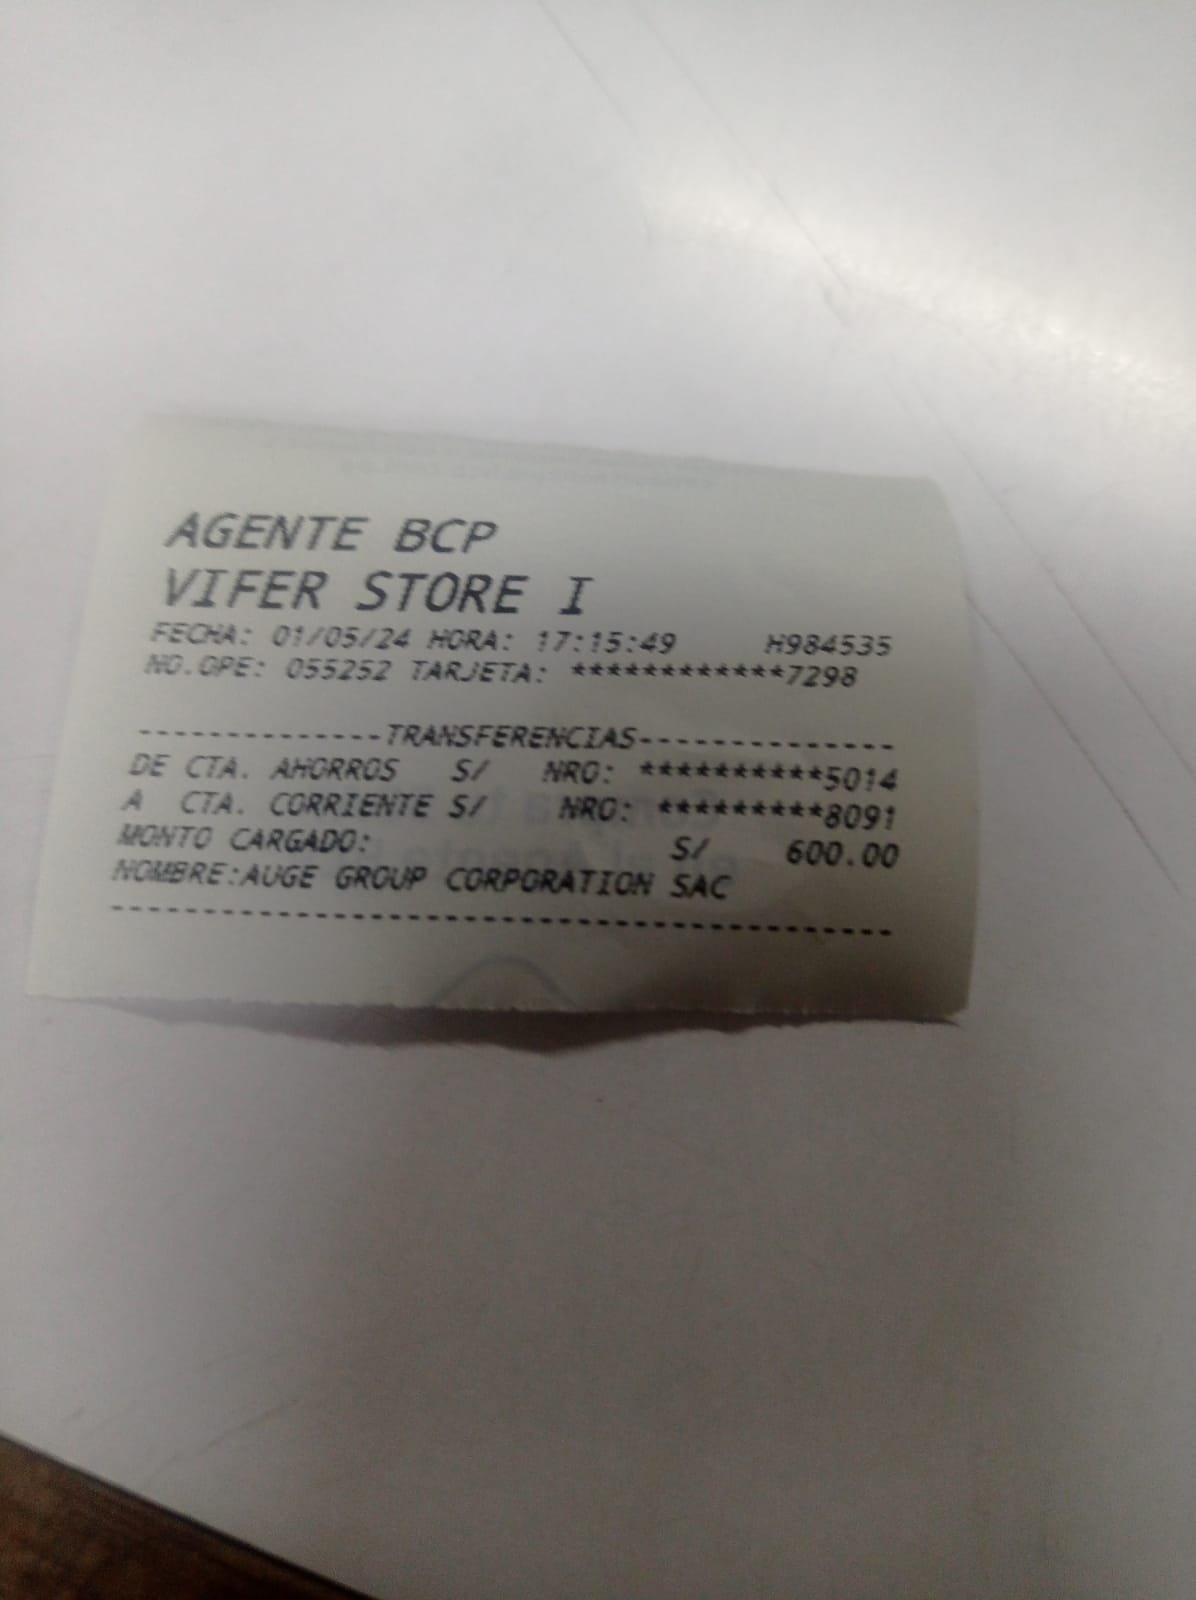 AGENTE BCP
VIFER STORE I
FECHA: 01/05/24 HORA: 17:15:49 H984535
NO.OPE: 055252 TARJETA: ************7298
--------------TRANSFERENCIAS--------------
DE CTA. AHORROS S/ NRO: **********5014
A CTA. CORRIENTE S/ NRO: *********8091
MONTO CARGADO: S/ 600.00
NOMBRE:AUGE GROUP CORPORATION SAC